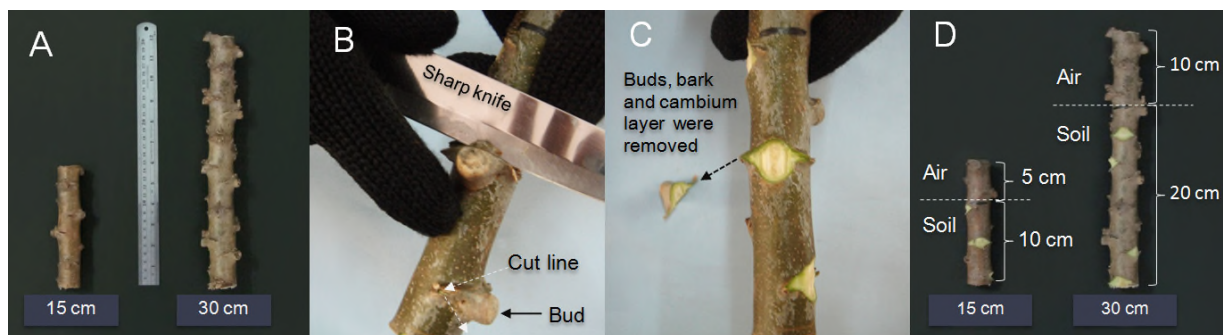 A
15 cm
30 cm
B
Sharp knife
Cut line
Bud
C
Buds, bark
and cambium
layer were
removed
D
Air
10 cm
Soil
Air
5 cm
20 cm
Soil
10 cm
15 cm
30 cm